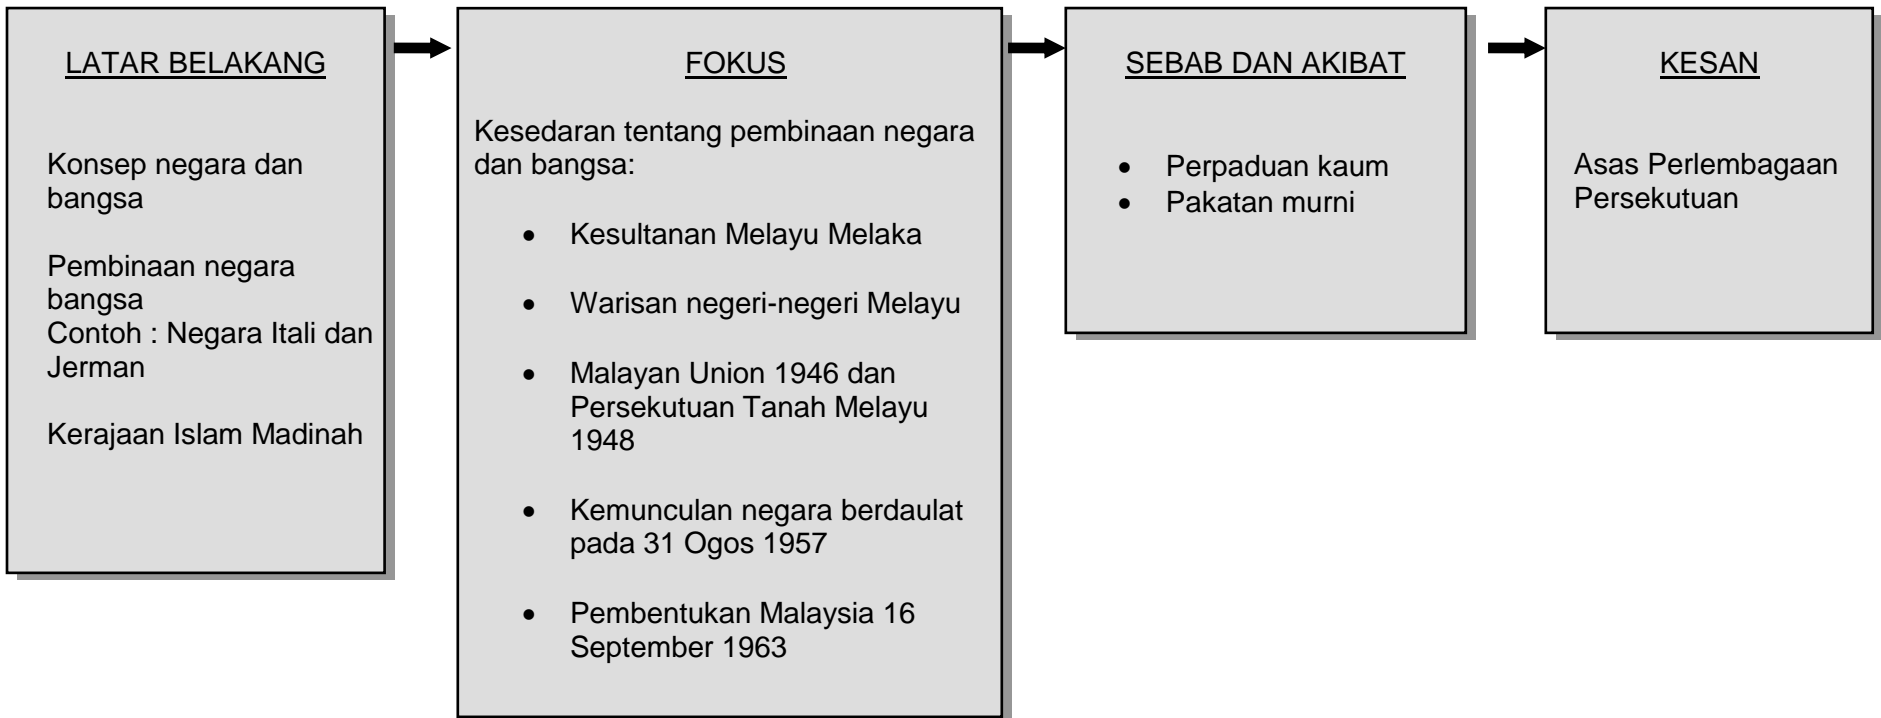 LATAR BELAKANG
Konsep negara dan
bangsa
Pembinaan negara
bangsa
Contoh : Negara Itali dan
Jerman
Kerajaan Islam Madinah
FOKUS
Kesedaran tentang pembinaan negara
dan bangsa:
• Kesultanan Melayu Melaka
• Warisan negeri-negeri Melayu
• Malayan Union 1946 dan
Persekutuan Tanah Melayu
1948
• Kemunculan negara berdaulat
pada 31 Ogos 1957
• Pembentukan Malaysia 16
September 1963
SEBAB DAN AKIBAT
• Perpaduan kaum
• Pakatan murni
KESAN
Asas Perlembagaan
Persekutuan